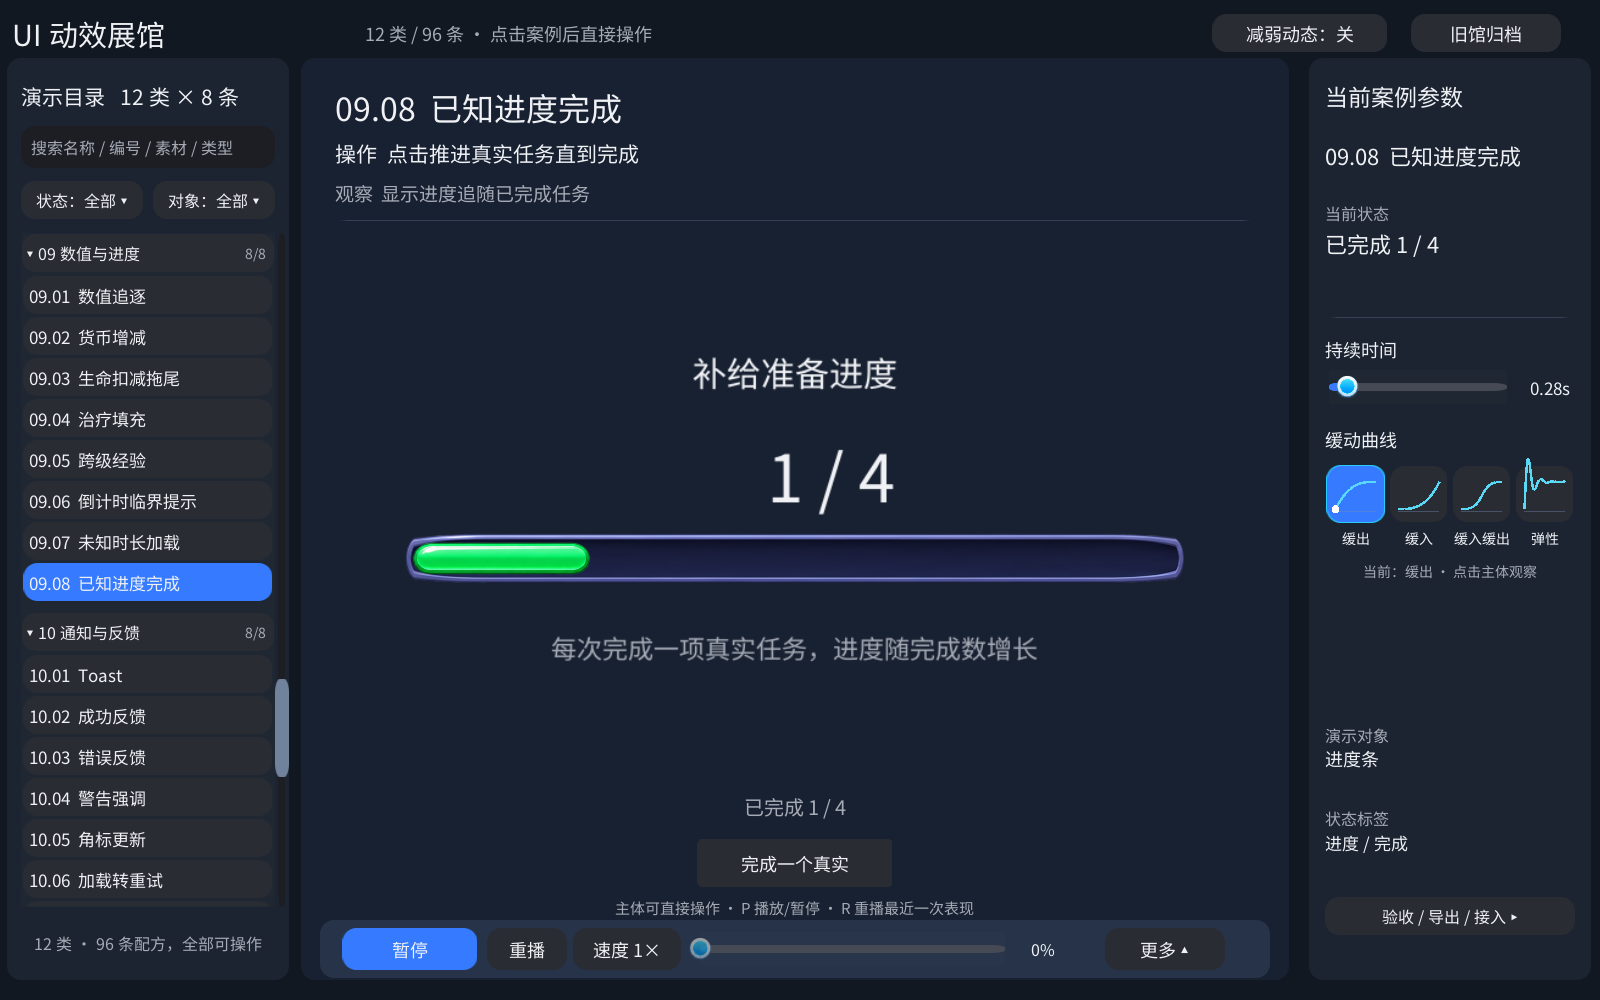 UI 动效展馆
12 类 / 96 条 · 点击案例后直接操作
减弱动态：关
旧馆归档
演示目录 12 类 × 8 条
搜索名称 / 编号 / 素材 / 类型
状态：全部 ▾
对象：全部 ▾
▾ 09 数值与进度 8/8
09.01 数值追逐
09.02 货币增减
09.03 生命扣减拖尾
09.04 治疗填充
09.05 跨级经验
09.06 倒计时临界提示
09.07 未知时长加载
09.08 已知进度完成
▾ 10 通知与反馈 8/8
10.01 Toast
10.02 成功反馈
10.03 错误反馈
10.04 警告强调
10.05 角标更新
10.06 加载转重试
12 类 · 96 条配方，全部可操作
09.08 已知进度完成
操作 点击推进真实任务直到完成
观察 显示进度追随已完成任务
补给准备进度
1 / 4
每次完成一项真实任务，进度随完成数增长
已完成 1 / 4
完成一个真实
主体可直接操作 · P 播放/暂停 · R 重播最近一次表现
暂停
重播
速度 1×
0%
更多 ▴
当前案例参数
09.08 已知进度完成
当前状态
已完成 1 / 4
持续时间
0.28s
缓动曲线
缓出 缓入 缓入缓出 弹性
当前：缓出 · 点击主体观察
演示对象
进度条
状态标签
进度 / 完成
验收 / 导出 / 接入 ▸